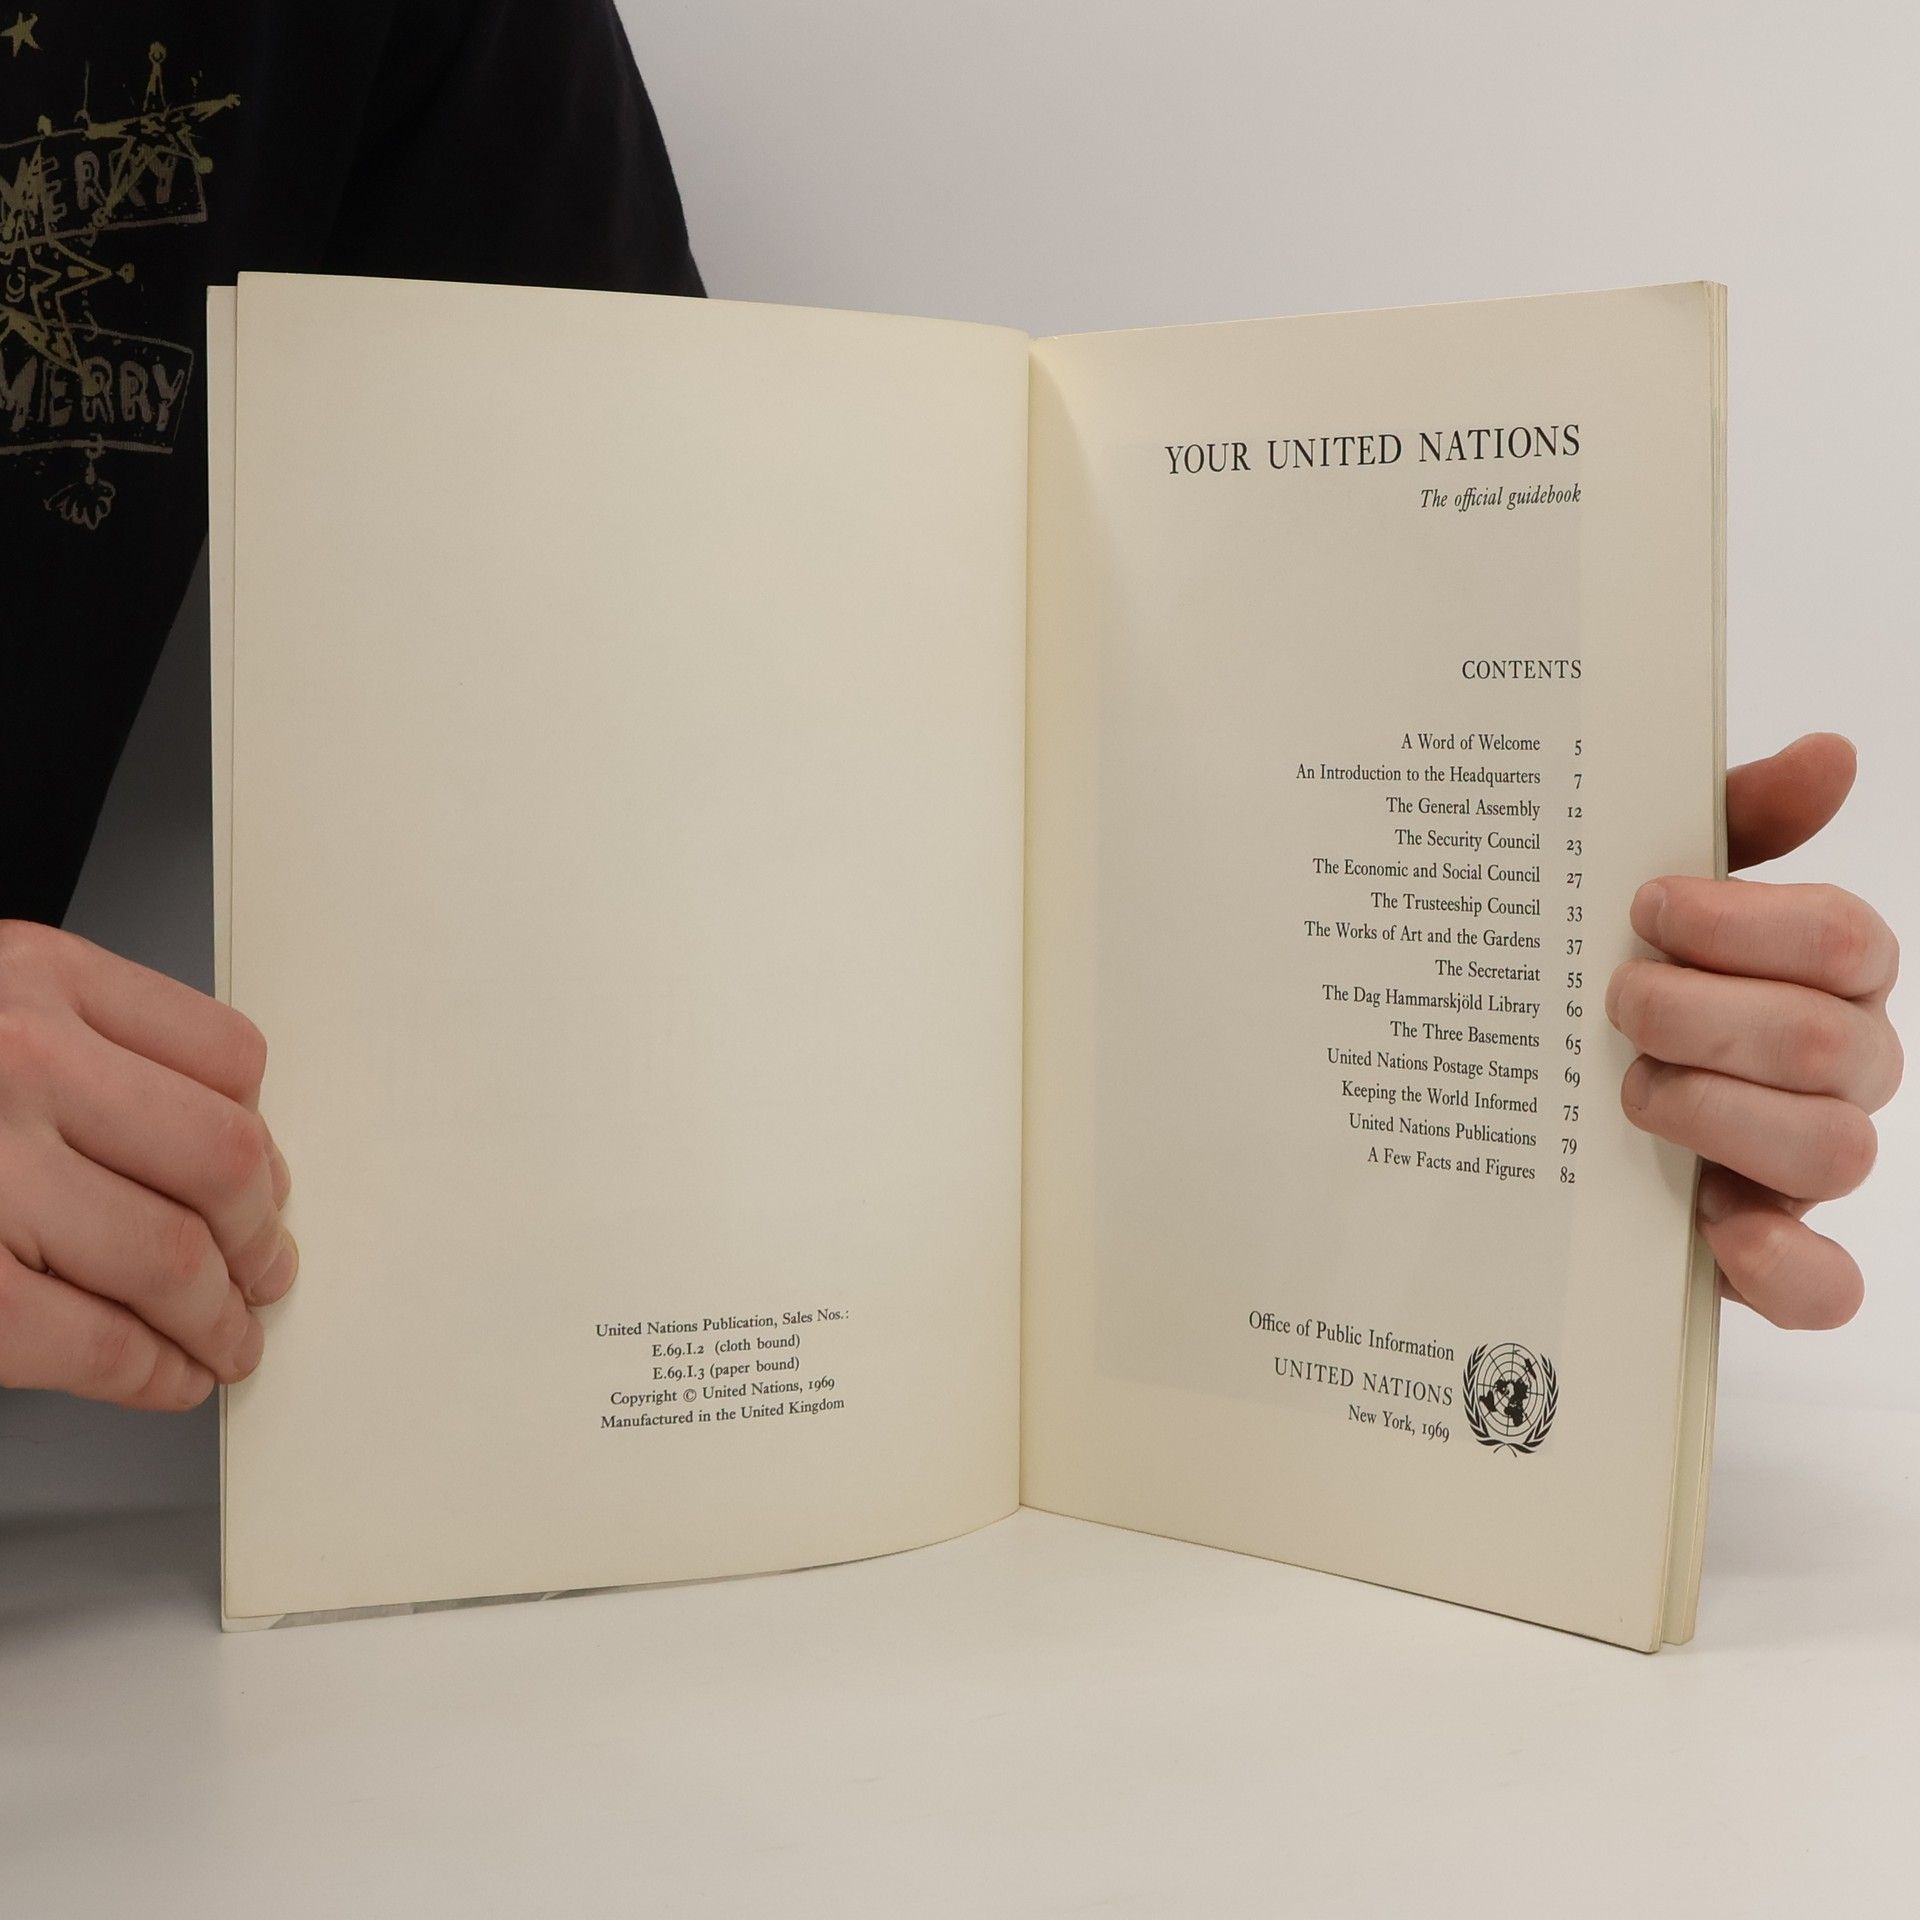 MERRY
MERRY
United Nations Publication, Sales Nos.:
E.69.I.2 (cloth bound)
E.69.I.3 (paper bound)
Copyright © United Nations, 1969
Manufactured in the United Kingdom
YOUR UNITED NATIONS
The official guidebook
CONTENTS
A Word of Welcome 5
An Introduction to the Headquarters 7
The General Assembly 12
The Security Council 23
The Economic and Social Council 27
The Trusteeship Council 33
The Works of Art and the Gardens 37
The Secretariat 55
The Dag Hammarskjöld Library 60
The Three Basements 65
United Nations Postage Stamps 69
Keeping the World Informed 75
United Nations Publications 79
A Few Facts and Figures 82
Office of Public Information
UNITED NATIONS
New York, 1969